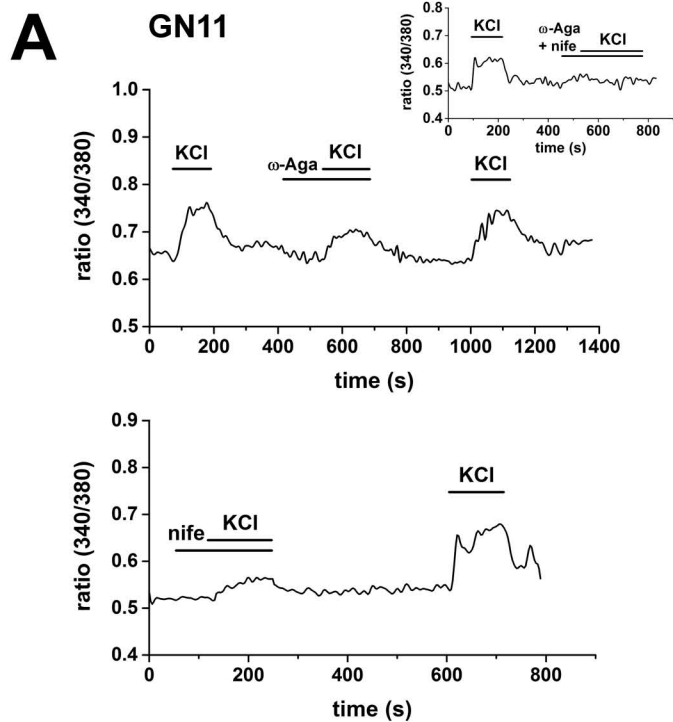 A
GN11
0.8
0.7
0.6
0.5
0.4
ratio (340/380)
KCl
ω-Aga
+ nife
KCl
0 200 400 600 800
time (s)
1.0
0.9
0.8
0.7
0.6
0.5
ratio (340/380)
KCl
ω-Aga KCl
KCl
0 200 400 600 800 1000 1200 1400
time (s)
0.9
0.8
0.7
0.6
0.5
0.4
ratio (340/380)
nife KCl
KCl
0 200 400 600 800
time (s)